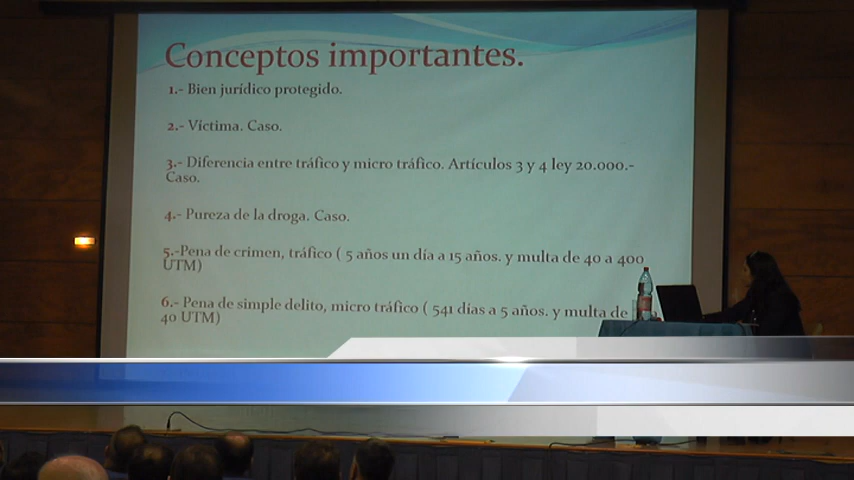 Conceptos importantes.
1.- Bien jurídico protegido.
2.- Víctima. Caso.
3.- Diferencia entre tráfico y micro tráfico. Artículos 3 y 4 ley 20.000.-
Caso.
4.- Pureza de la droga. Caso.
5.-Pena de crimen, tráfico ( 5 años un día a 15 años. y multa de 40 a 400
UTM)
6.- Pena de simple delito, micro tráfico ( 541 días a 5 años. y multa de
40 UTM)